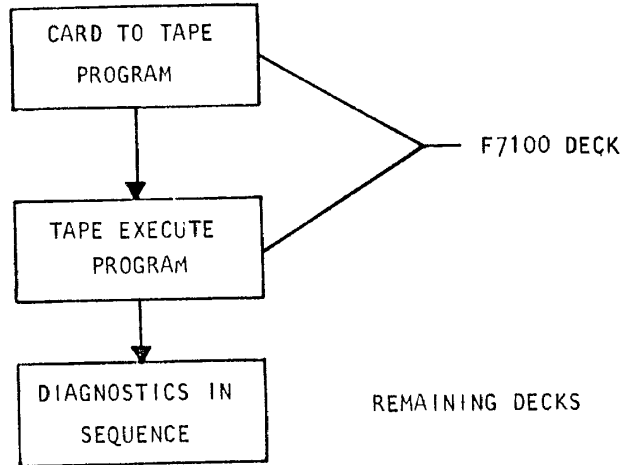 CARD TO TAPE
PROGRAM
F7100 DECK
TAPE EXECUTE
PROGRAM
DIAGNOSTICS IN
SEQUENCE
REMAINING DECKS